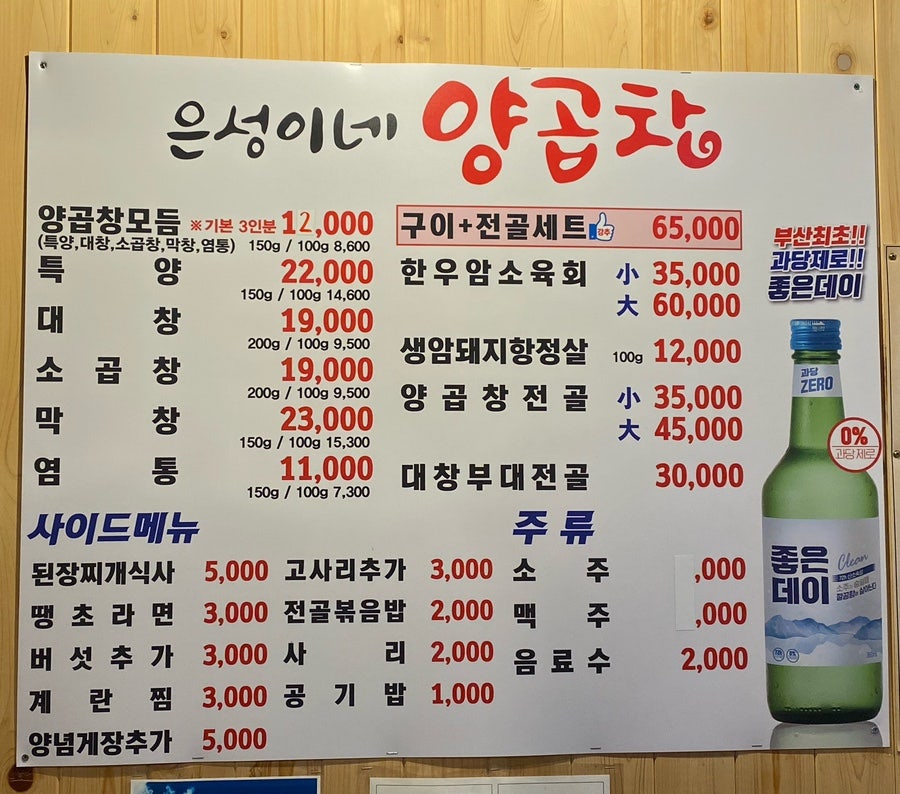 은성이네 양곱창
양곱창모듬 ※기본 3인분 12,000
(특양,대창,소곱창,막창,염통) 150g / 100g 8,600
특 양 22,000
150g / 100g 14,600
대 창 19,000
200g / 100g 9,500
소 곱 창 19,000
200g / 100g 9,500
막 창 23,000
150g / 100g 15,300
염 통 11,000
150g / 100g 7,300
구이+전골세트 강추 65,000
한우암소육회 小 35,000
大 60,000
생암돼지항정살 100g 12,000
양 곱 창 전 골 小 35,000
大 45,000
대창부대전골 30,000
사이드메뉴
된장찌개식사 5,000
땡 초 라 면 3,000
버 섯 추 가 3,000
계 란 찜 3,000
양념게장추가 5,000
고사리추가 3,000
전골볶음밥 2,000
사 리 2,000
공 기 밥 1,000
주 류
소 주 ,000
맥 주 ,000
음 료 수 2,000
부산최초!!
과당제로!!
좋은데이
과당
ZERO
0%
과당제로
좋은
데이
Clean